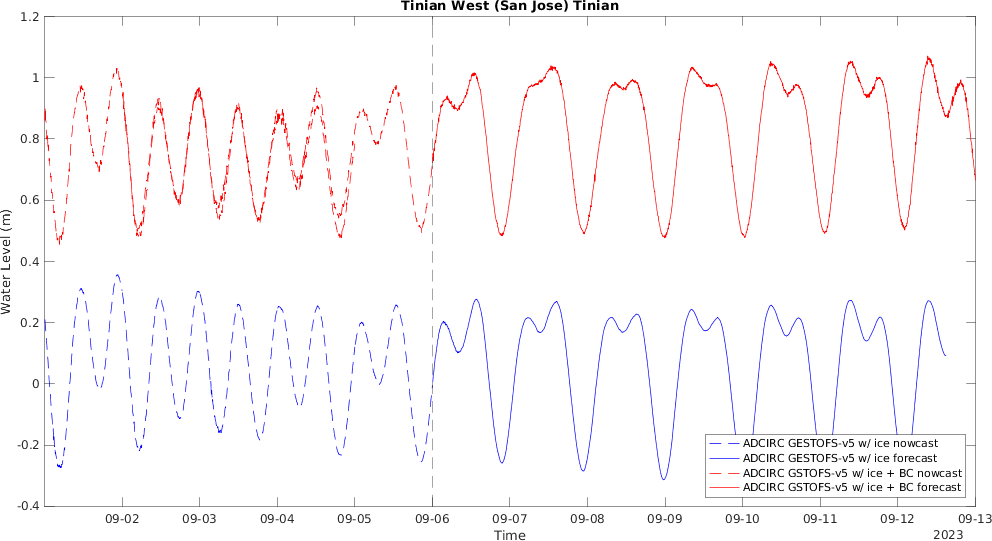 Tinian West (San Jose) Tinian
1.2
1
0.8
0.6
0.4
0.2
0
-0.2
-0.4
Water Level (m)
ADCIRC GESTOFS-v5 w/ ice nowcast
ADCIRC GESTOFS-v5 w/ ice forecast
ADCIRC GSTOFS-v5 w/ ice + BC nowcast
ADCIRC GSTOFS-v5 w/ ice + BC forecast
09-02 09-03 09-04 09-05 09-06 09-07 09-08 09-09 09-10 09-11 09-12 09-13
Time
2023